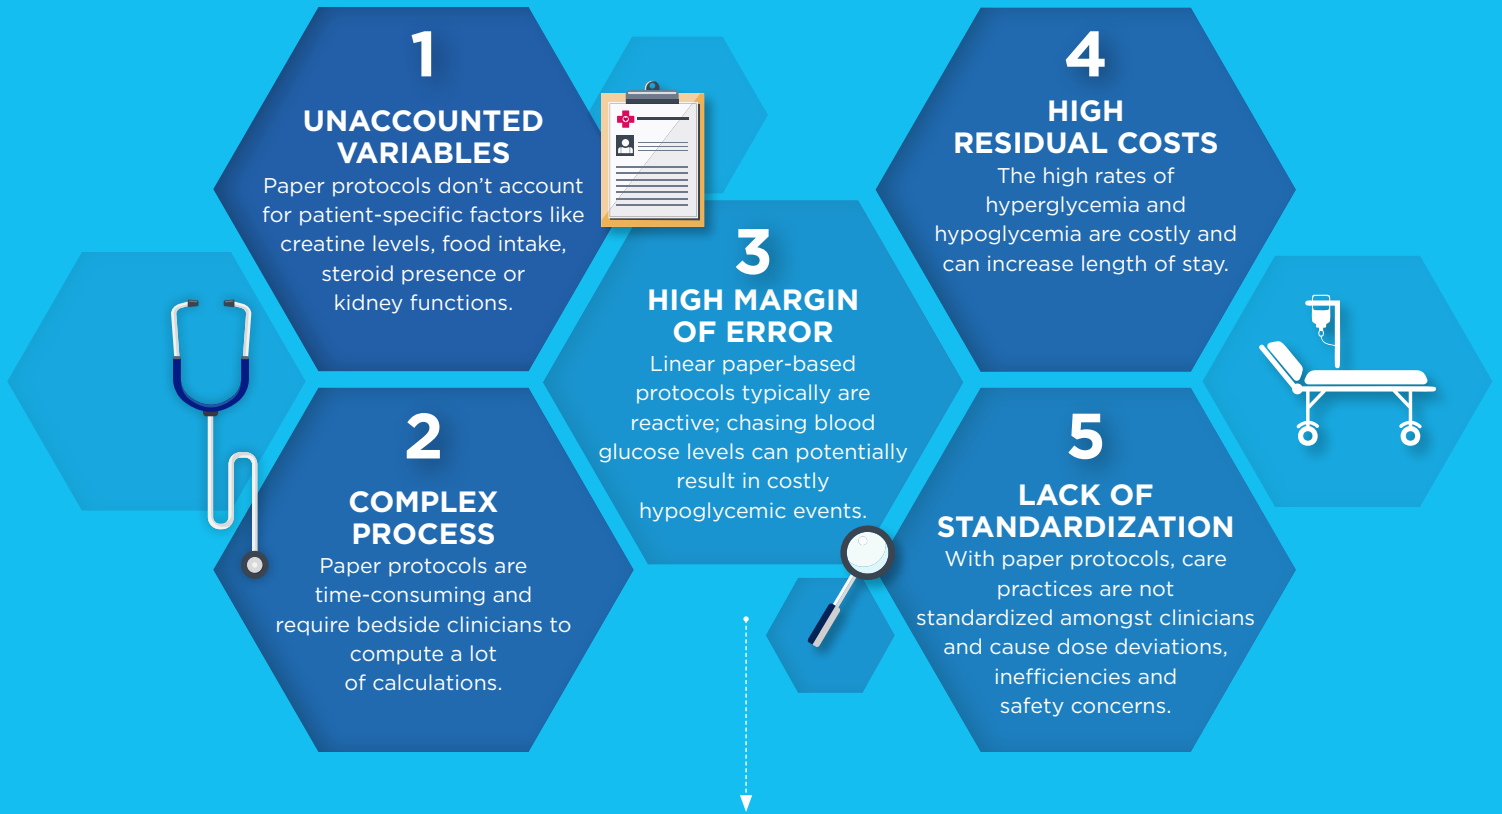 1
UNACCOUNTED
VARIABLES
Paper protocols don’t account
for patient-specific factors like
creatine levels, food intake,
steroid presence or
kidney functions.
2
COMPLEX
PROCESS
Paper protocols are
time-consuming and
require bedside clinicians to
compute a lot
of calculations.
3
HIGH MARGIN
OF ERROR
Linear paper-based
protocols typically are
reactive; chasing blood
glucose levels can potentially
result in costly
hypoglycemic events.
4
HIGH
RESIDUAL COSTS
The high rates of
hyperglycemia and
hypoglycemia are costly and
can increase length of stay.
5
LACK OF
STANDARDIZATION
With paper protocols, care
practices are not
standardized amongst clinicians
and cause dose deviations,
inefficiencies and
safety concerns.